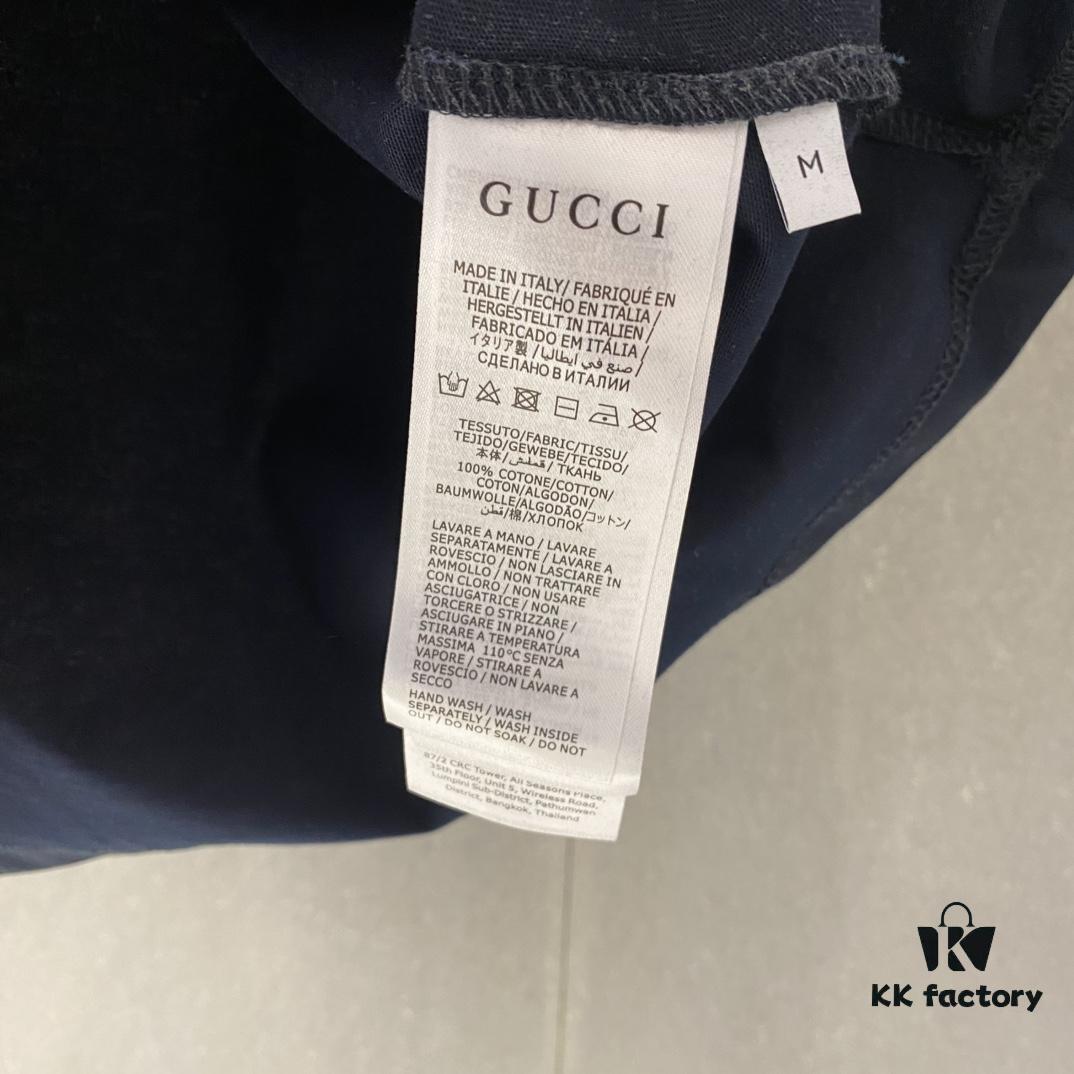 GUCCI
M
MADE IN ITALY/ FABRIQUÉ EN
ITALIE / HECHO EN ITALIA /
HERGESTELLT IN ITALIEN /
FABRICADO EM ITÁLIA /
イタリア製 / صنع في ايطاليا /
СДЕЛАНО В ИТАЛИИ
TESSUTO/FABRIC/TISSU/
TEJIDO/GEWEBE/TECIDO/
本体/قماش/ ТКАНЬ
100% COTONE/COTTON/
COTON/ALGODON/
BAUMWOLLE/ALGODÃO/コットン/
قطن/棉/ХЛОПОК
LAVARE A MANO / LAVARE
SEPARATAMENTE / LAVARE A
ROVESCIO / NON LASCIARE IN
AMMOLLO / NON TRATTARE
CON CLORO / NON USARE
ASCIUGATRICE / NON
TORCERE O STRIZZARE /
ASCIUGARE IN PIANO /
STIRARE A TEMPERATURA
MASSIMA 110°C SENZA
VAPORE / STIRARE A
ROVESCIO / NON LAVARE A
SECCO
HAND WASH / WASH
SEPARATELY / WASH INSIDE
OUT / DO NOT SOAK / DO NOT
87/2 CRC Tower, All Seasons Place,
35th Floor, Unit 5, Wireless Road,
Lumpini Sub-District, Pathumwan
District, Bangkok, Thailand
KK factory